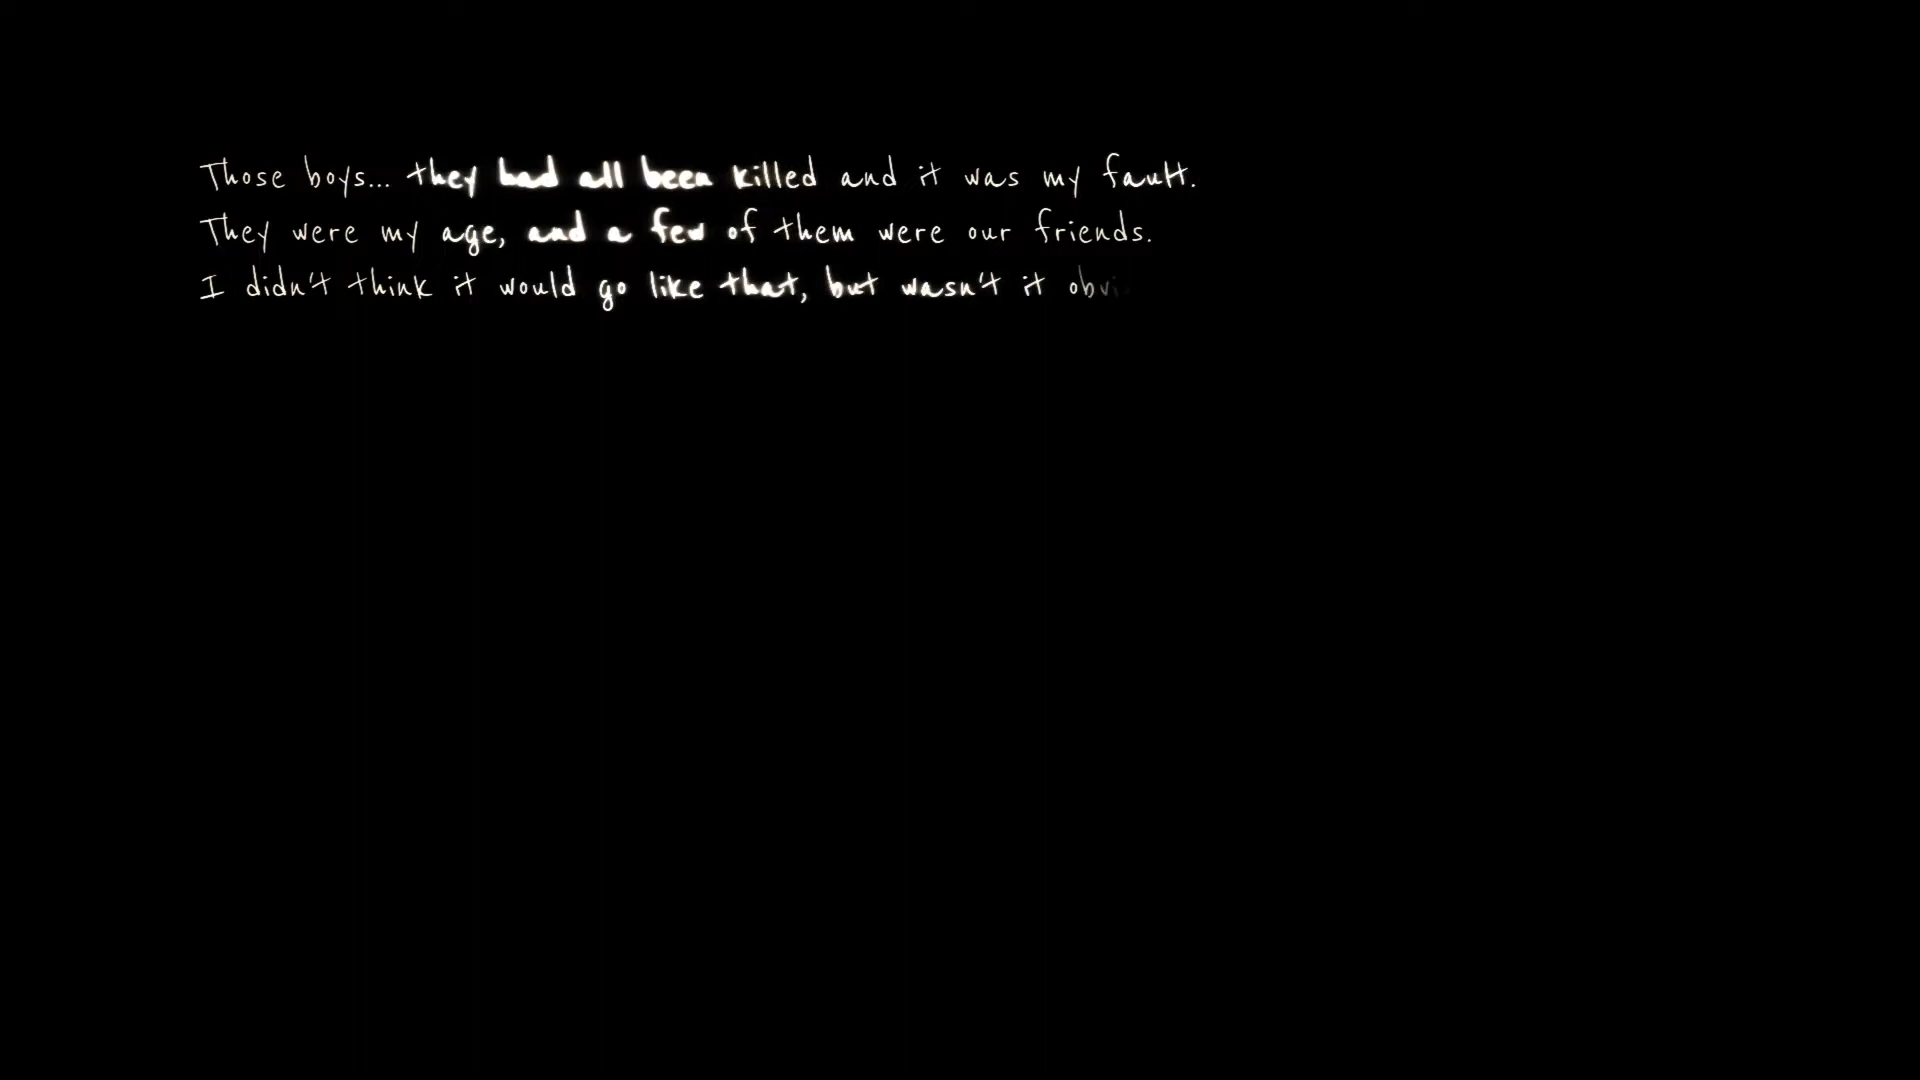 Those boys... they had all been killed and it was my fault.
They were my age, and a few of them were our friends.
I didn't think it would go like that, but wasn't it obvi